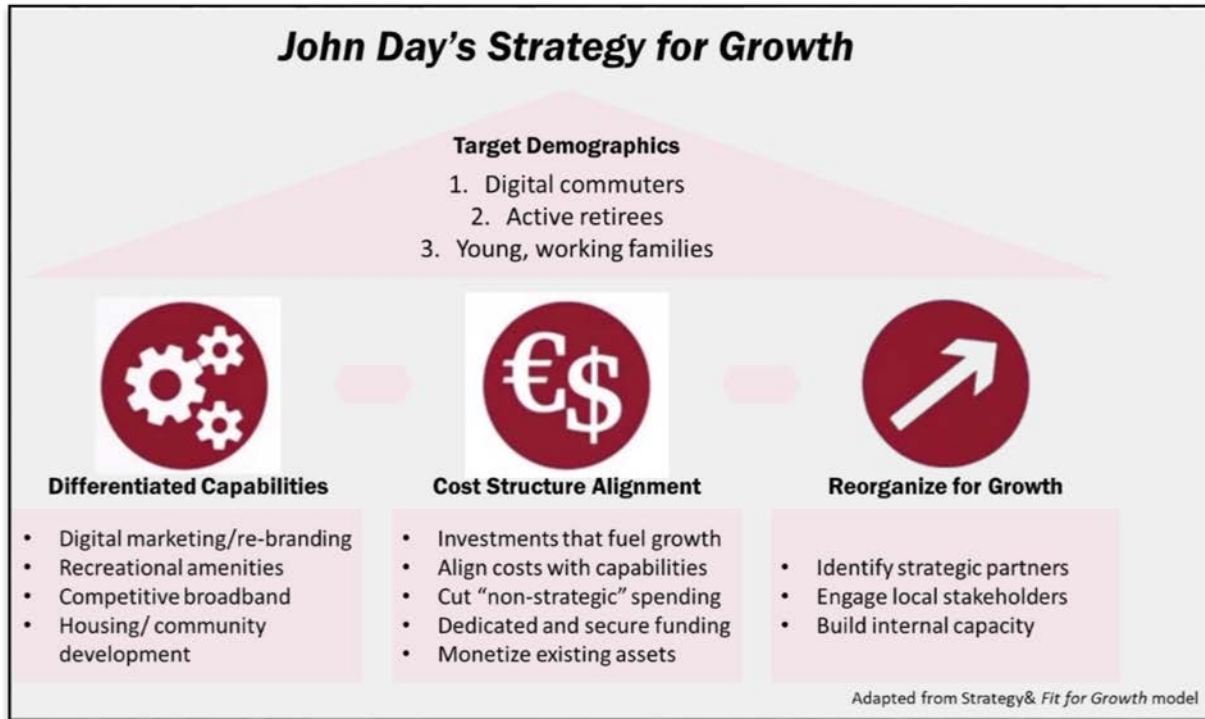 John Day’s Strategy for Growth
Target Demographics
1. Digital commuters
2. Active retirees
3. Young, working families
€$
Differentiated Capabilities
• Digital marketing/re-branding
• Recreational amenities
• Competitive broadband
• Housing/ community
development
Cost Structure Alignment
• Investments that fuel growth
• Align costs with capabilities
• Cut “non-strategic” spending
• Dedicated and secure funding
• Monetize existing assets
Reorganize for Growth
• Identify strategic partners
• Engage local stakeholders
• Build internal capacity
Adapted from Strategy& Fit for Growth model